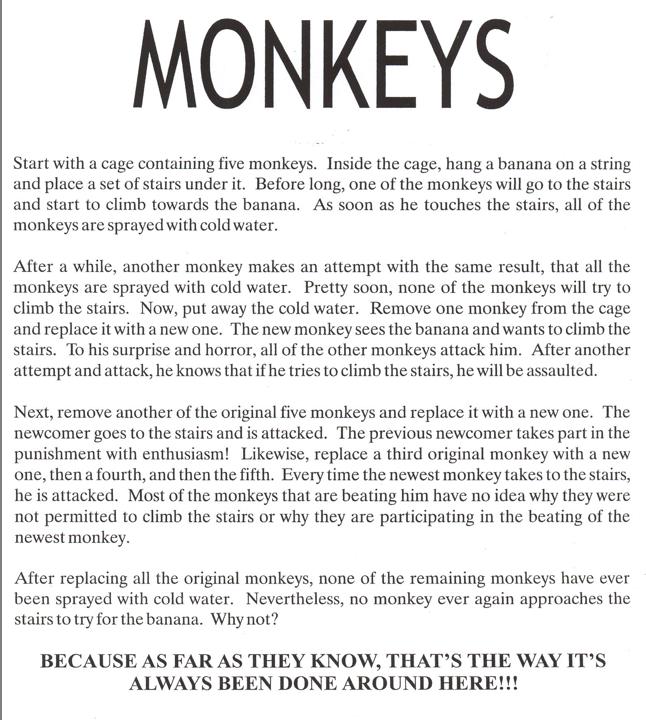 MONKEYS
Start with a cage containing five monkeys. Inside the cage, hang a banana on a string
and place a set of stairs under it. Before long, one of the monkeys will go to the stairs
and start to climb towards the banana. As soon as he touches the stairs, all of the
monkeys are sprayed with cold water.
After a while, another monkey makes an attempt with the same result, that all the
monkeys are sprayed with cold water. Pretty soon, none of the monkeys will try to
climb the stairs. Now, put away the cold water. Remove one monkey from the cage
and replace it with a new one. The new monkey sees the banana and wants to climb the
stairs. To his surprise and horror, all of the other monkeys attack him. After another
attempt and attack, he knows that if he tries to climb the stairs, he will be assaulted.
Next, remove another of the original five monkeys and replace it with a new one. The
newcomer goes to the stairs and is attacked. The previous newcomer takes part in the
punishment with enthusiasm! Likewise, replace a third original monkey with a new
one, then a fourth, and then the fifth. Every time the newest monkey takes to the stairs,
he is attacked. Most of the monkeys that are beating him have no idea why they were
not permitted to climb the stairs or why they are participating in the beating of the
newest monkey.
After replacing all the original monkeys, none of the remaining monkeys have ever
been sprayed with cold water. Nevertheless, no monkey ever again approaches the
stairs to try for the banana. Why not?
BECAUSE AS FAR AS THEY KNOW, THAT'S THE WAY IT'S
ALWAYS BEEN DONE AROUND HERE!!!